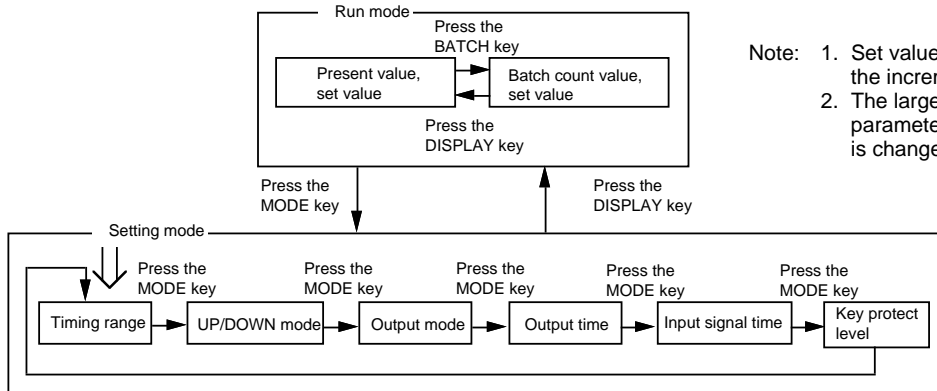 Run mode
Press the
BATCH key
Present value,
set value
Batch count value,
set value
Press the
DISPLAY key
Note: 1. Set value
the increr
2. The large
paramete
is change
Press the
MODE key
Press the
DISPLAY key
Setting mode
Press the
MODE key
Press the
MODE key
Press the
MODE key
Press the
MODE key
Press the
MODE key
Timing range
UP/DOWN mode
Output mode
Output time
Input signal time
Key protect
level